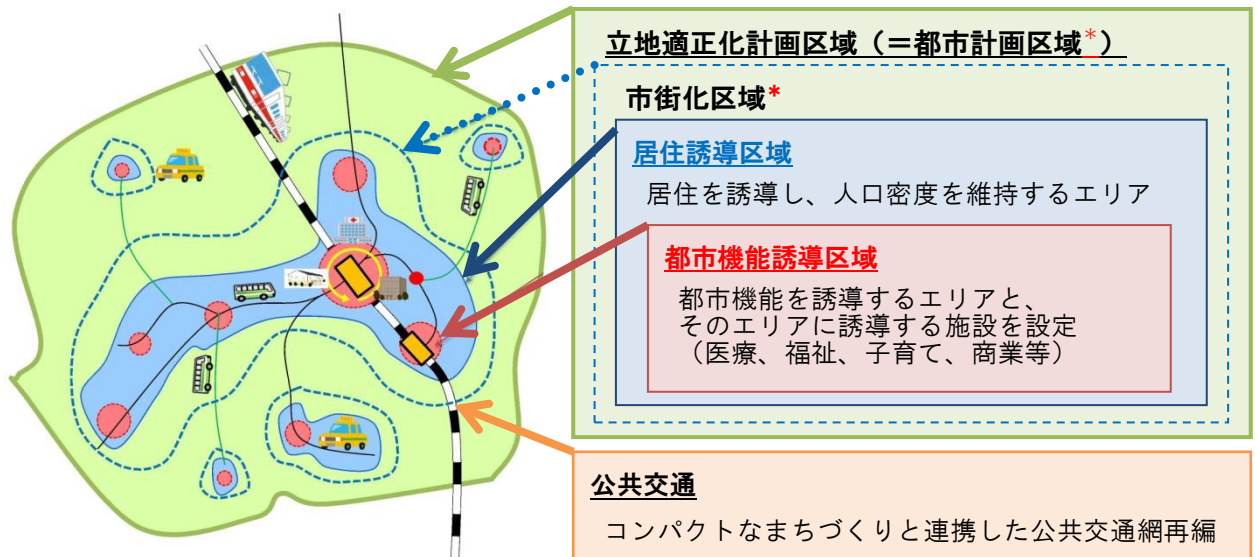 立地適正化計画区域（＝都市計画区域*）
市街化区域*
居住誘導区域
居住を誘導し、人口密度を維持するエリア
都市機能誘導区域
都市機能を誘導するエリアと、
そのエリアに誘導する施設を設定
（医療、福祉、子育て、商業等）
公共交通
コンパクトなまちづくりと連携した公共交通網再編